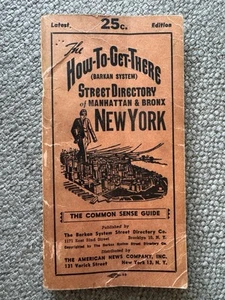 Latest 25c. Edition
The
HOW-TO-GET-THERE
(BARKAN SYSTEM)
STREET DIRECTORY
of MANHATTAN & BRONX
NEW YORK
THE COMMON SENSE GUIDE
Published by
The Barkan System Street Directory Co.
Brooklyn
Distributed by
THE AMERICAN NEWS COMPANY, INC.
131 Varick Street New York 13, N. Y.